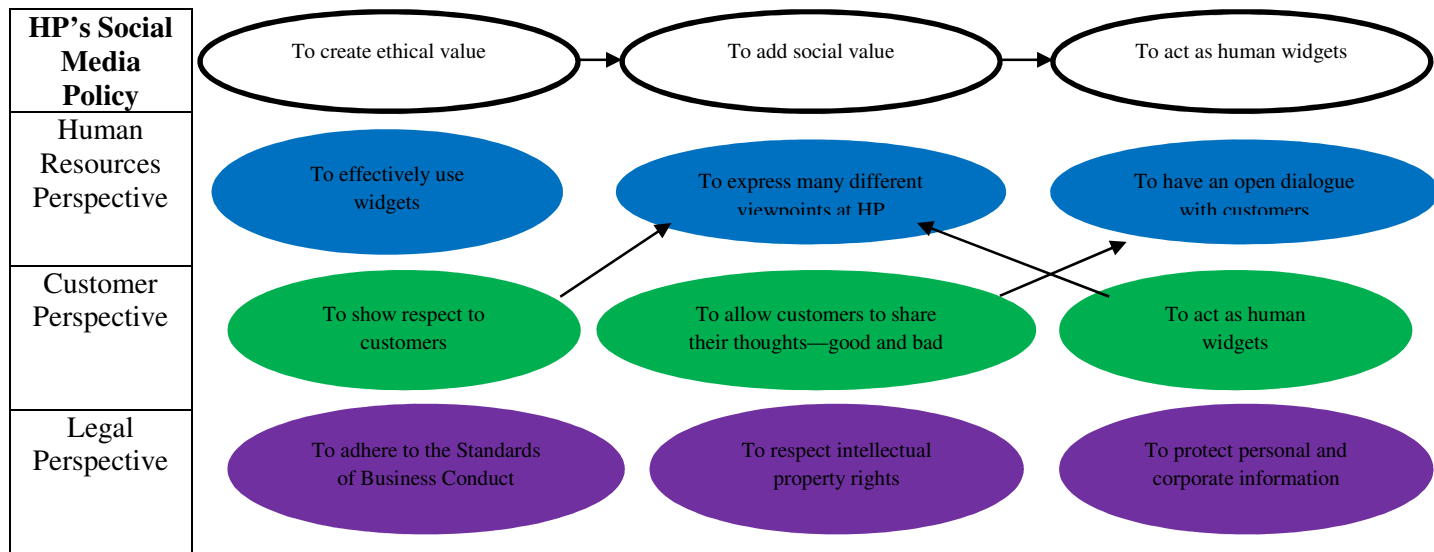 HP's Social
Media
Policy
To create ethical value
To add social value
To act as human widgets
Human
Resources
Perspective
To effectively use
widgets
To express many different
viewpoints at HP
To have an open dialogue
with customers
Customer
Perspective
To show respect to
customers
To allow customers to share
their thoughts—good and bad
To act as human
widgets
Legal
Perspective
To adhere to the Standards
of Business Conduct
To respect intellectual
property rights
To protect personal and
corporate information